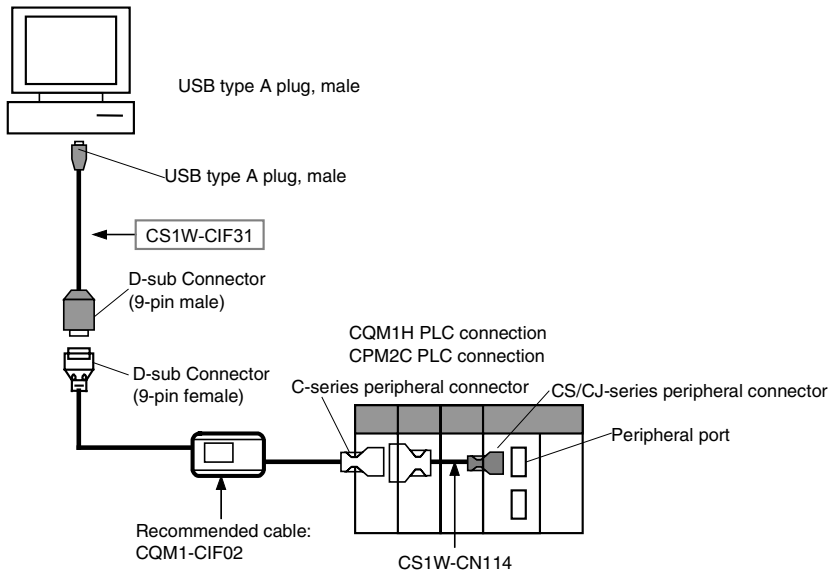 USB type A plug, male
USB type A plug, male
CS1W-CIF31
D-sub Connector
(9-pin male)
CQM1H PLC connection
CPM2C PLC connection
D-sub Connector
(9-pin female)
C-series peripheral connector
CS/CJ-series peripheral connector
Peripheral port
Recommended cable:
CQM1-CIF02
CS1W-CN114